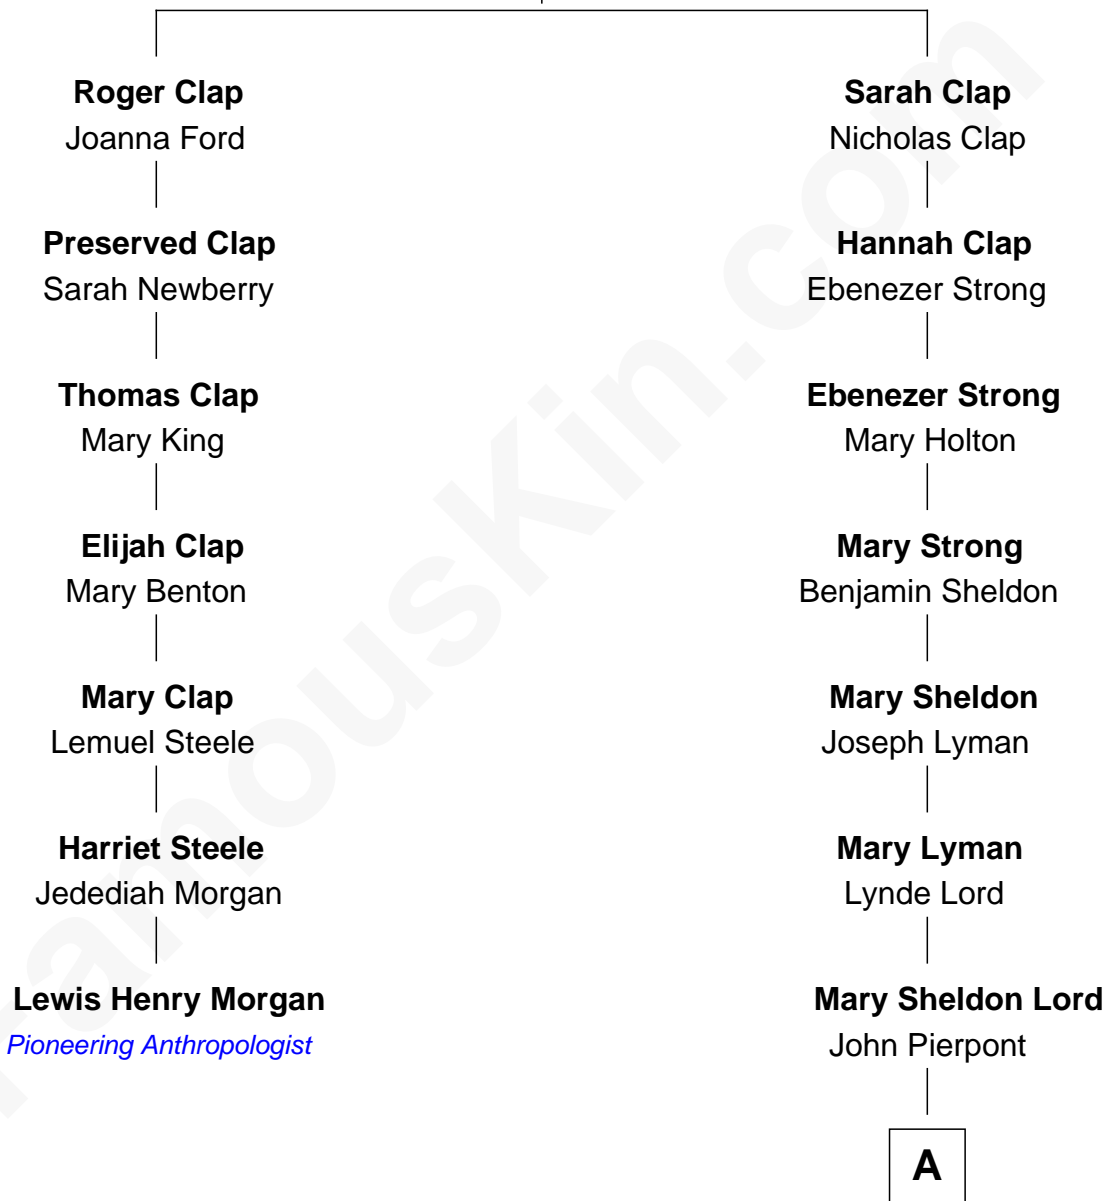 Roger Clap
Joanna Ford
Sarah Clap
Nicholas Clap
Preserved Clap
Sarah Newberry
Hannah Clap
Ebenezer Strong
Thomas Clap
Mary King
Ebenezer Strong
Mary Holton
Elijah Clap
Mary Benton
Mary Strong
Benjamin Sheldon
Mary Clap
Lemuel Steele
Mary Sheldon
Joseph Lyman
Harriet Steele
Jedediah Morgan
Mary Lyman
Lynde Lord
Lewis Henry Morgan
Pioneering Anthropologist
Mary Sheldon Lord
John Pierpont
A
FamousKin.com